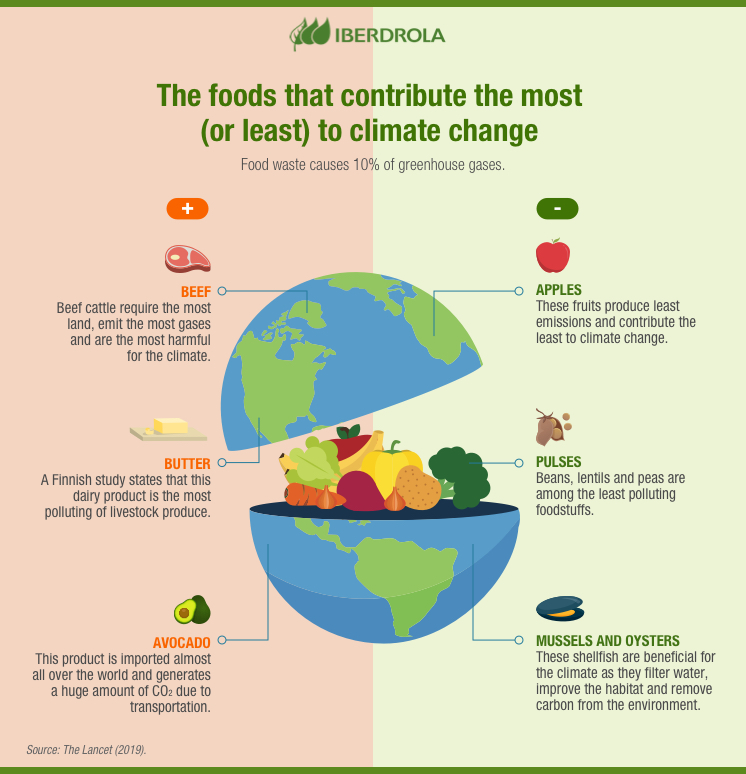 IBERDROLA
The foods that contribute the most
(or least) to climate change
Food waste causes 10% of greenhouse gases.
+
BEEF
Beef cattle require the most
land, emit the most gases
and are the most harmful
for the climate.
BUTTER
A Finnish study states that this
dairy product is the most
polluting of livestock produce.
AVOCADO
This product is imported almost
all over the world and generates
a huge amount of CO₂ due to
transportation.
-
APPLES
These fruits produce least
emissions and contribute the
least to climate change.
PULSES
Beans, lentils and peas are
among the least polluting
foodstuffs.
MUSSELS AND OYSTERS
These shellfish are beneficial for
the climate as they filter water,
improve the habitat and remove
carbon from the environment.
Source: The Lancet (2019).